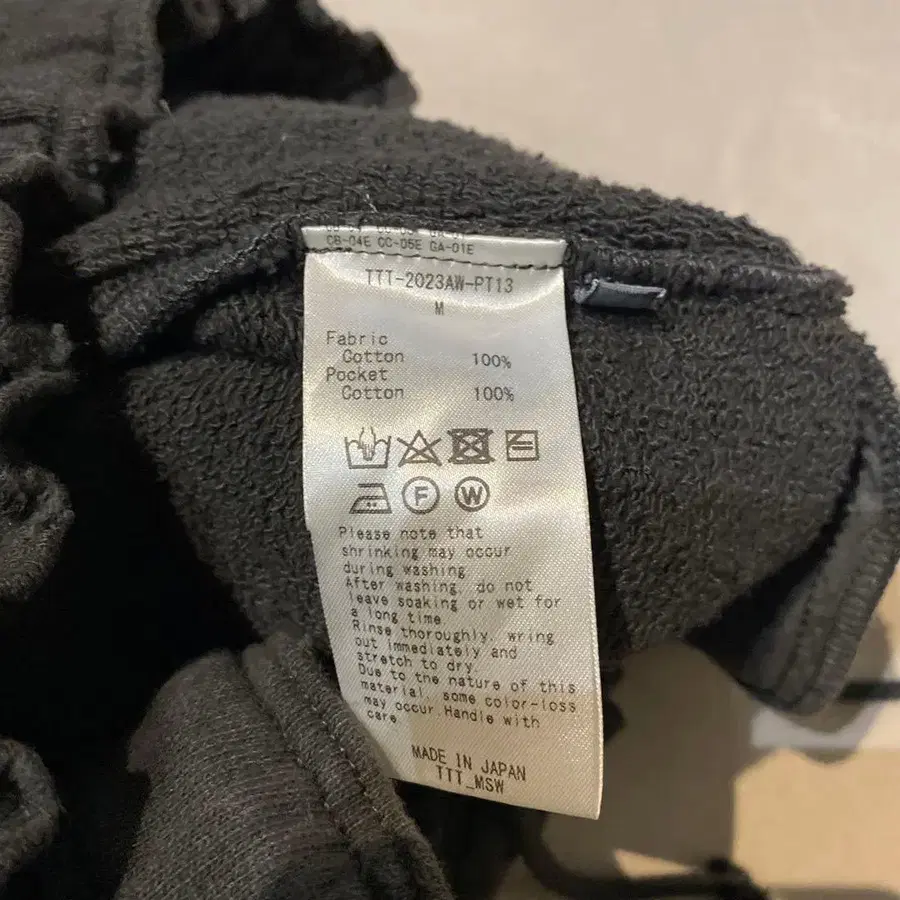 CB-04E CC-05E GA-01E
TTT-2023AW-PT13
M
Fabric
Cotton 100%
Pocket
Cotton 100%
F W
Please note that
shrinking may occur
during washing
After washing, do not
leave soaking or wet for
a long time
Rinse thoroughly, wring
out immediately and
stretch to dry.
Due to the nature of this
material, some color-loss
may occur.Handle with
care
MADE IN JAPAN
TTT_MSW